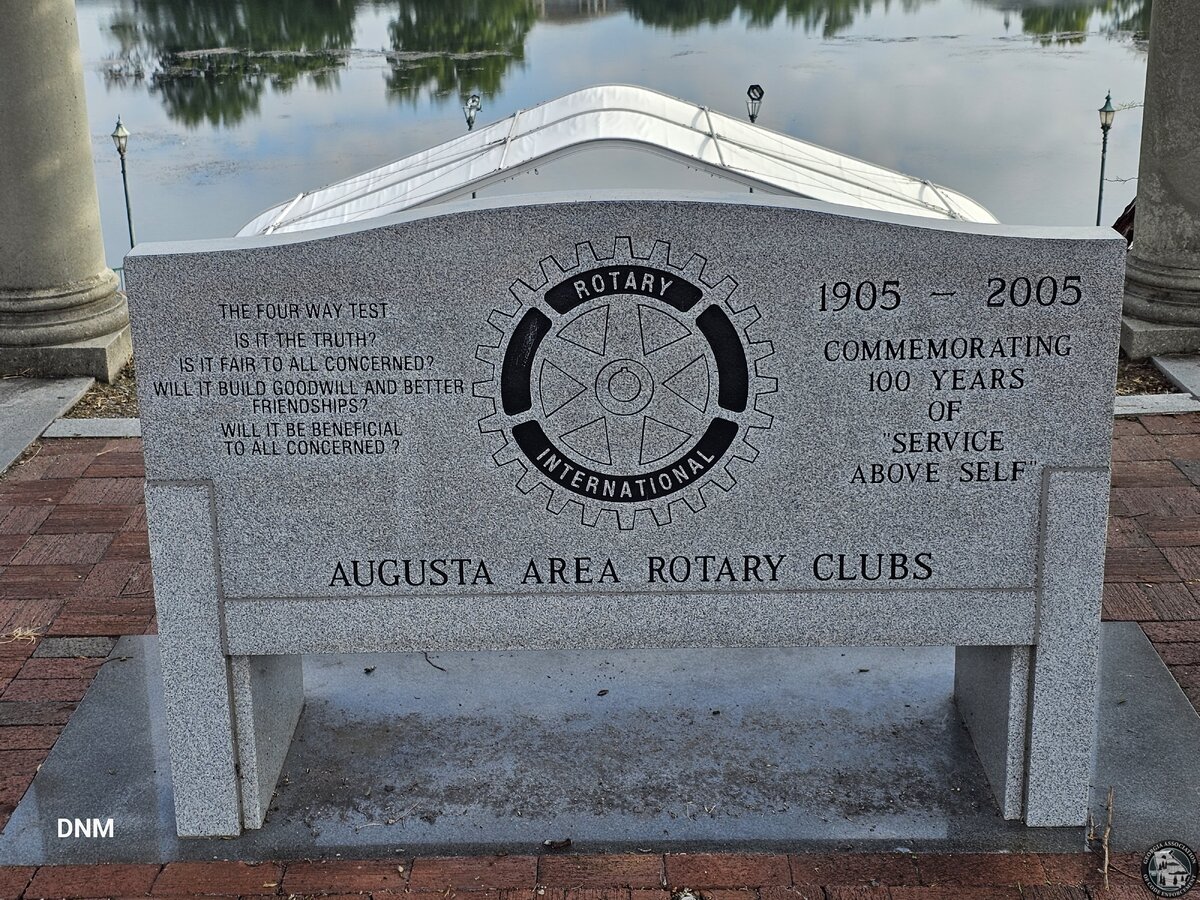 THE FOUR WAY TEST
IS IT THE TRUTH?
IS IT FAIR TO ALL CONCERNED?
WILL IT BUILD GOODWILL AND BETTER
FRIENDSHIPS?
WILL IT BE BENEFICIAL
TO ALL CONCERNED ?
ROTARY
INTERNATIONAL
1905 – 2005
COMMEMORATING
100 YEARS
OF
"SERVICE
ABOVE SELF"
AUGUSTA AREA ROTARY CLUBS
DNM
GEORGIA ASSOCIATION